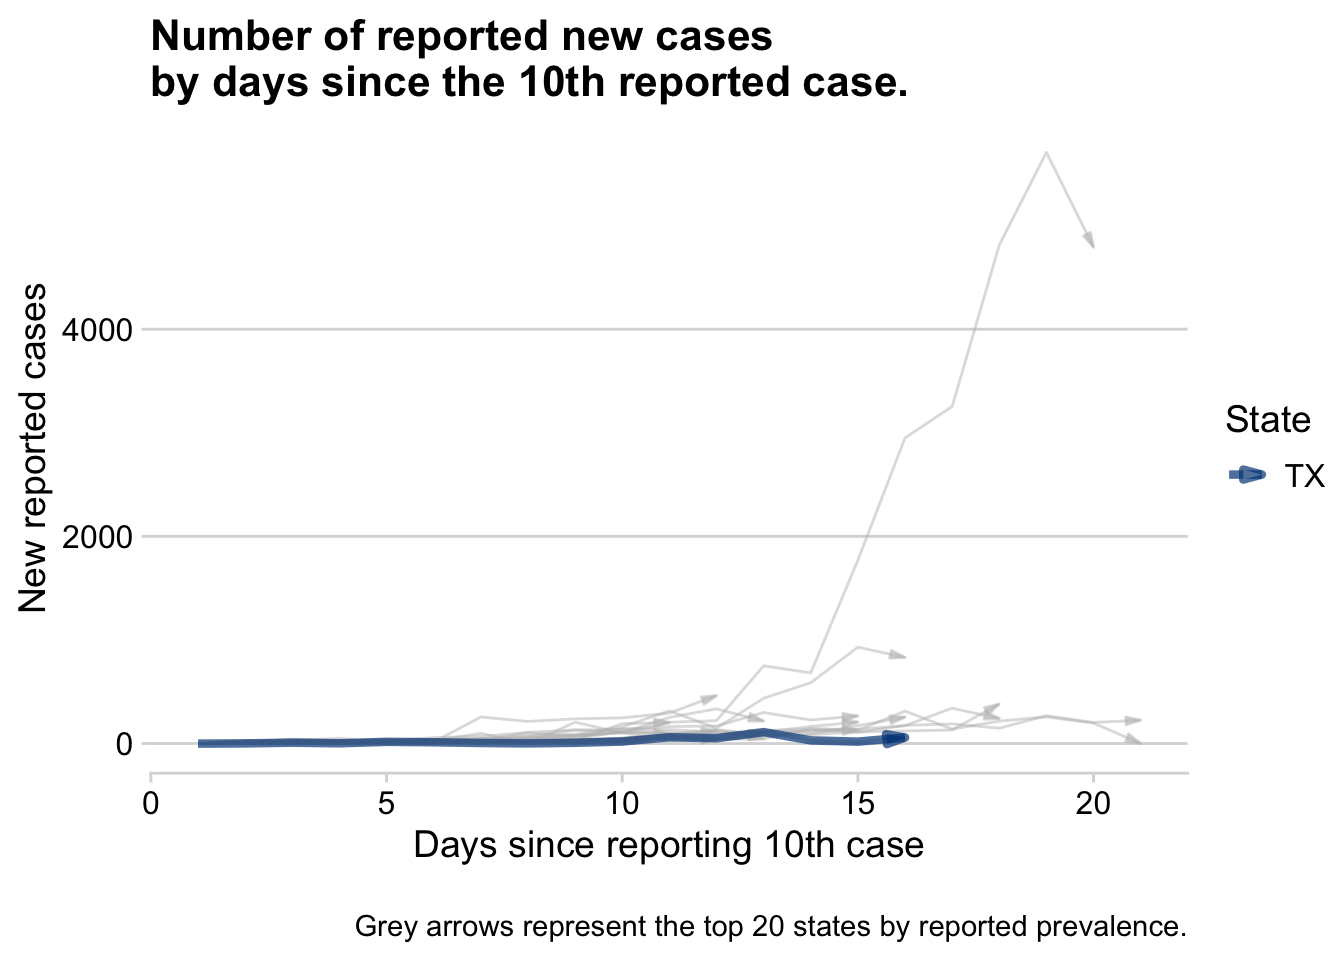 Number of reported new cases
by days since the 10th reported case.
New reported cases
4000
2000
0
0 5 10 15 20
Days since reporting 10th case
State
TX
Grey arrows represent the top 20 states by reported prevalence.